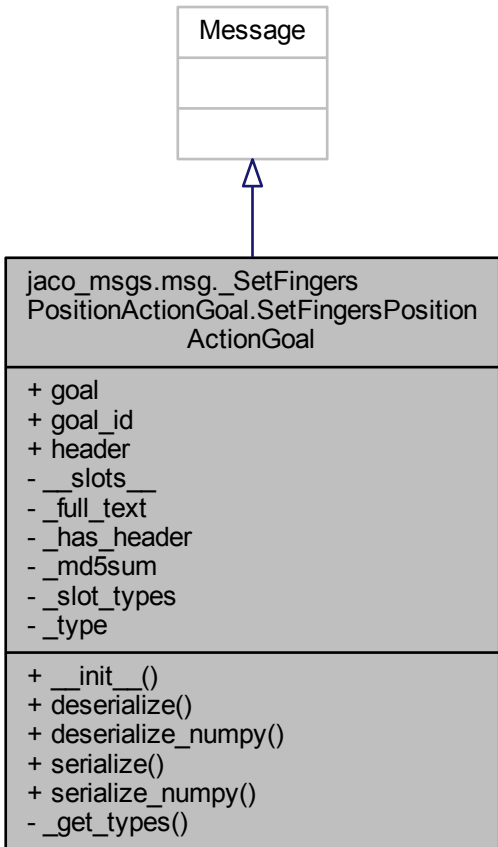 Message
jaco_msgs.msg._SetFingers
PositionActionGoal.SetFingersPosition
ActionGoal
+ goal
+ goal_id
+ header
- __slots__
- _full_text
- _has_header
- _md5sum
- _slot_types
- _type
+ __init__()
+ deserialize()
+ deserialize_numpy()
+ serialize()
+ serialize_numpy()
- _get_types()